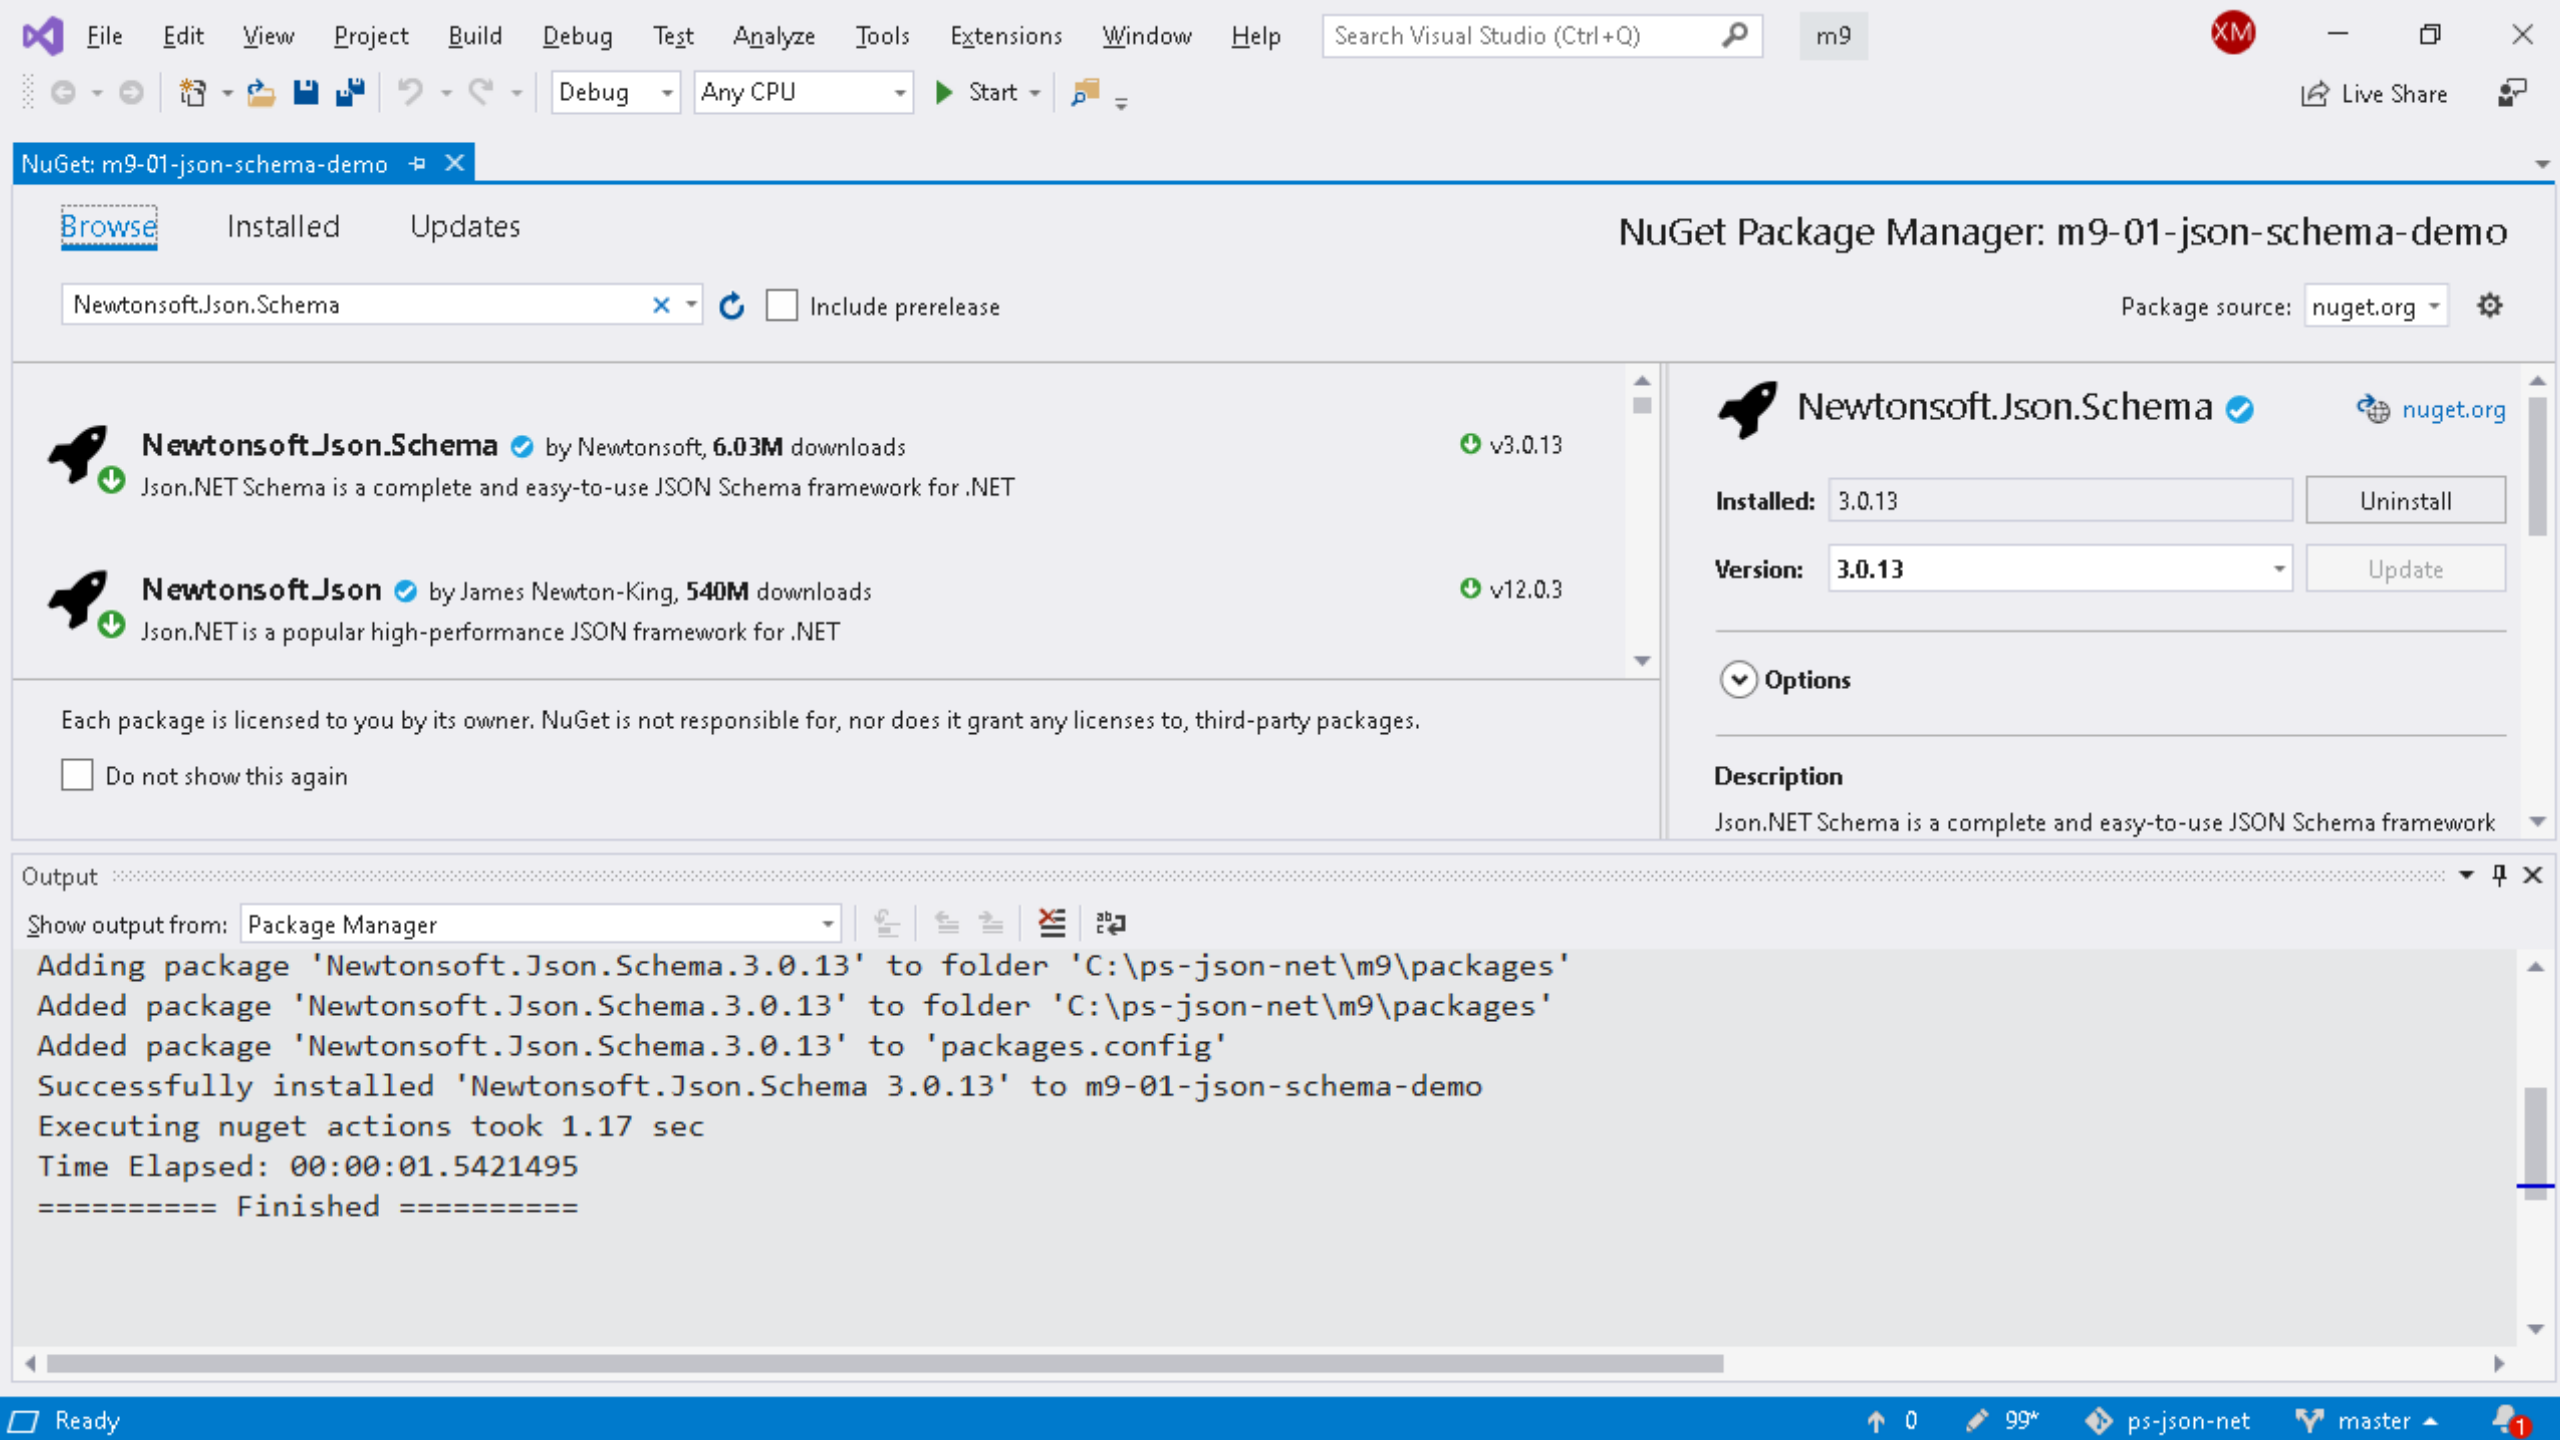 File Edit View Project Build Debug Test Analyze Tools Extensions Window Help Search Visual Studio (Ctrl+Q) m9 XM
Debug Any CPU Start Live Share
NuGet: m9-01-json-schema-demo
Browse Installed Updates NuGet Package Manager: m9-01-json-schema-demo
Newtonsoft.Json.Schema Include prerelease Package source: nuget.org
Newtonsoft.Json.Schema by Newtonsoft, 6.03M downloads v3.0.13
Json.NET Schema is a complete and easy-to-use JSON Schema framework for .NET
Newtonsoft.Json by James Newton-King, 540M downloads v12.0.3
Json.NET is a popular high-performance JSON framework for .NET
Each package is licensed to you by its owner. NuGet is not responsible for, nor does it grant any licenses to, third-party packages.
Do not show this again
Newtonsoft.Json.Schema nuget.org
Installed: 3.0.13 Uninstall
Version: 3.0.13 Update
Options
Description
Json.NET Schema is a complete and easy-to-use JSON Schema framework
Output
Show output from: Package Manager
Adding package 'Newtonsoft.Json.Schema.3.0.13' to folder 'C:\ps-json-net\m9\packages'
Added package 'Newtonsoft.Json.Schema.3.0.13' to folder 'C:\ps-json-net\m9\packages'
Added package 'Newtonsoft.Json.Schema.3.0.13' to 'packages.config'
Successfully installed 'Newtonsoft.Json.Schema 3.0.13' to m9-01-json-schema-demo
Executing nuget actions took 1.17 sec
Time Elapsed: 00:00:01.5421495
========== Finished ==========
Ready 0 99* ps-json-net master 1